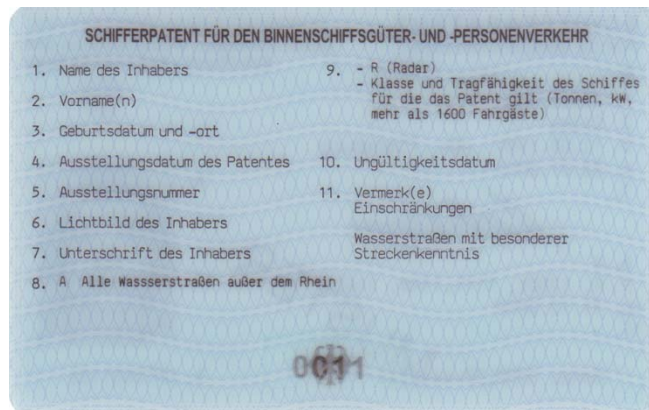 SCHIFFERPATENT FÜR DEN BINNENSCHIFFSGÜTER- UND -PERSONENVERKEHR
1. Name des Inhabers
2. Vorname(n)
3. Geburtsdatum und -ort
4. Ausstellungsdatum des Patentes
5. Ausstellungsnummer
6. Lichtbild des Inhabers
7. Unterschrift des Inhabers
8. A Alle Wassserstraßen außer dem Rhein
9. - R (Radar)
- Klasse und Tragfähigkeit des Schiffes
für die das Patent gilt (Tonnen, kW,
mehr als 1600 Fahrgäste)
10. Ungültigkeitsdatum
11. Vermerk(e)
Einschränkungen
Wasserstraßen mit besonderer
Streckenkenntnis